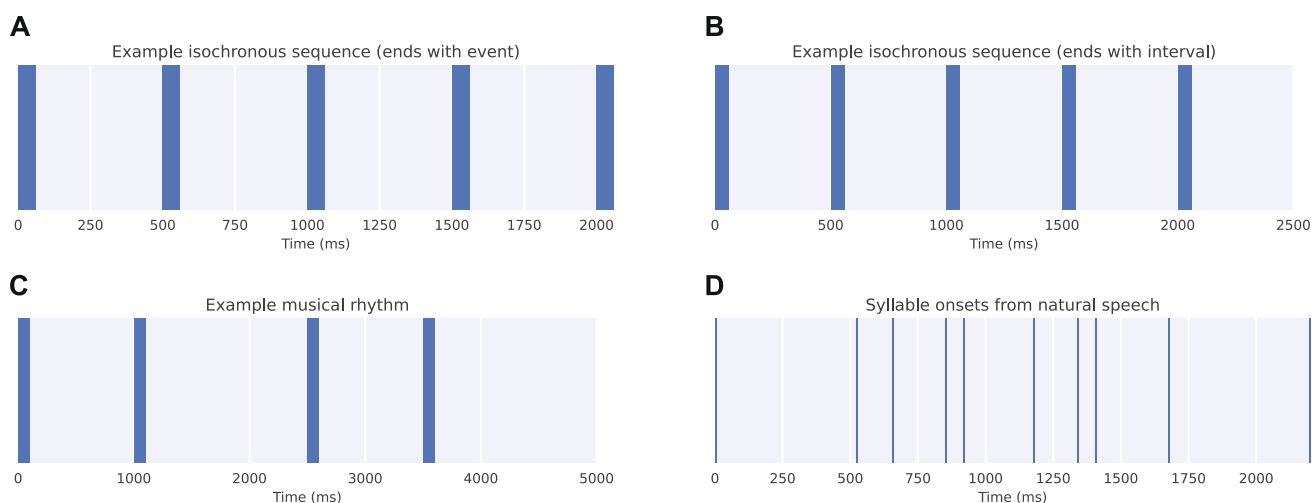 A
Example isochronous sequence (ends with event)
0 250 500 750 1000 1250 1500 1750 2000
Time (ms)
B
Example isochronous sequence (ends with interval)
0 500 1000 1500 2000 2500
Time (ms)
C
Example musical rhythm
0 1000 2000 3000 4000 5000
Time (ms)
D
Syllable onsets from natural speech
0 250 500 750 1000 1250 1500 1750 2000
Time (ms)